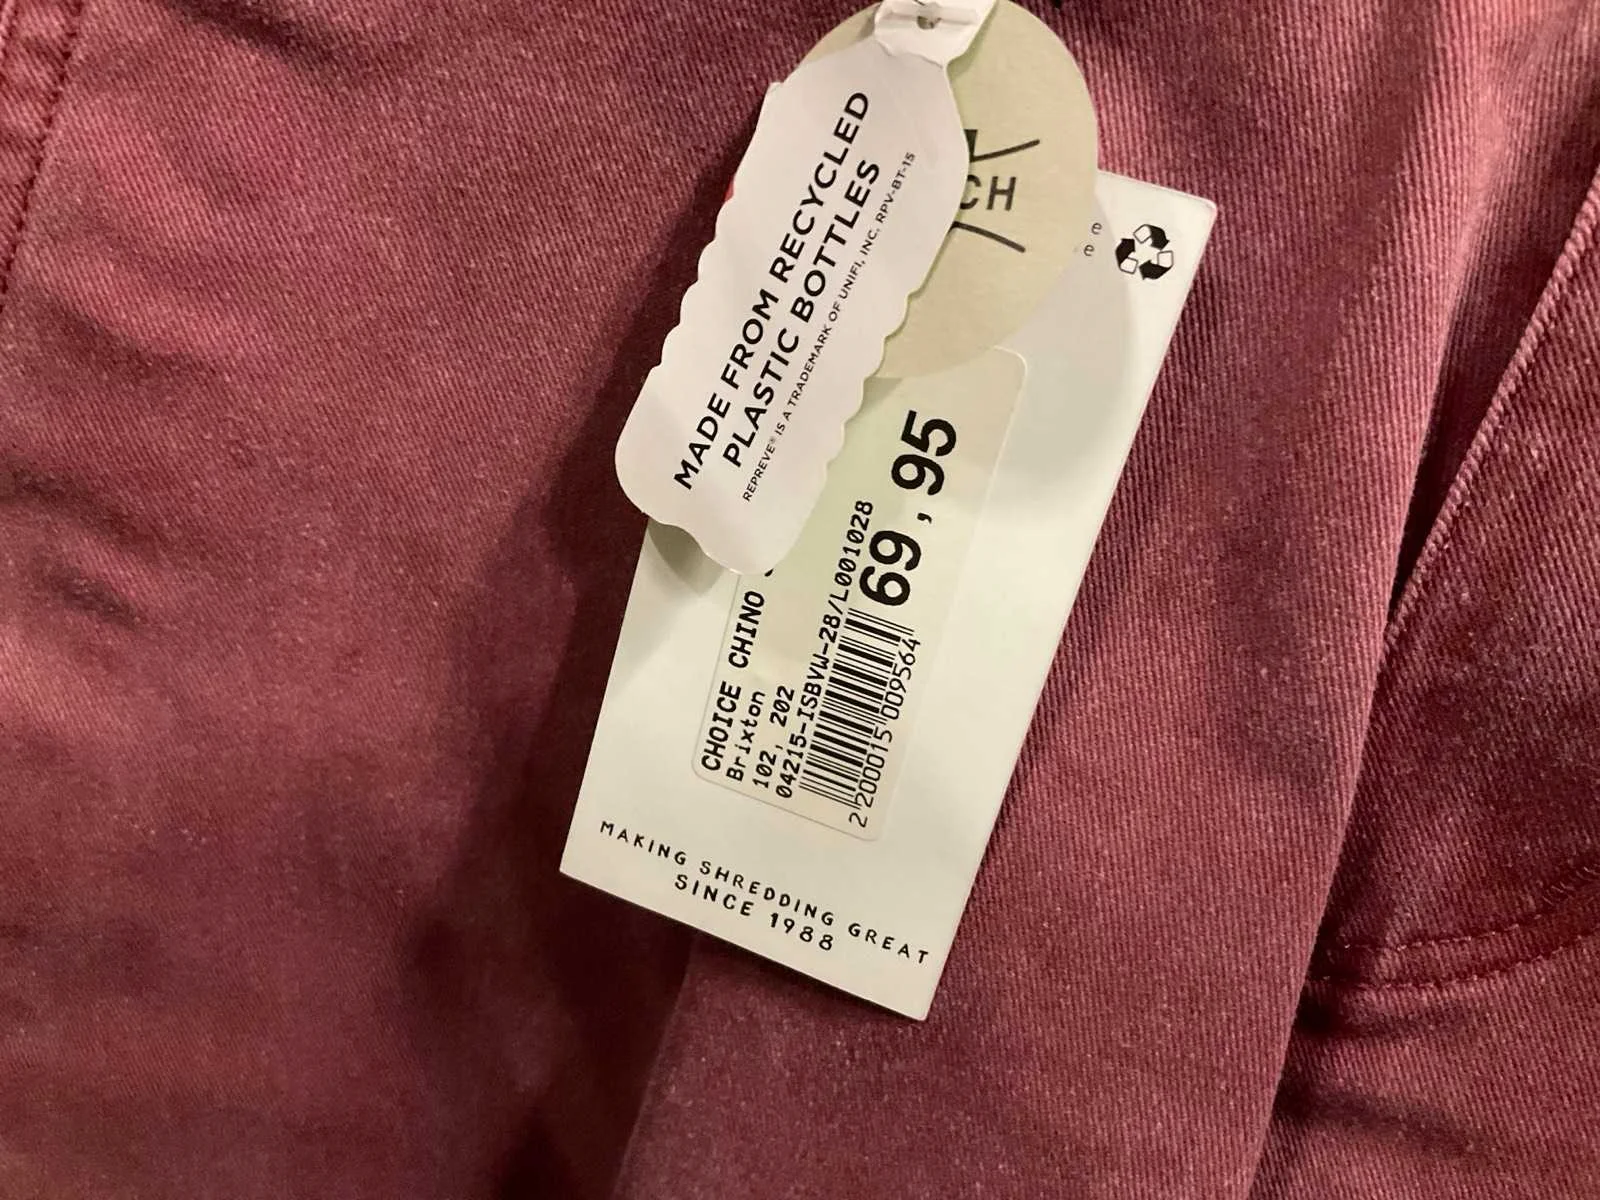 MADE FROM RECYCLED
PLASTIC BOTTLES
REPREVE® IS A TRADEMARK OF UNIFI, INC. RPV-BT-15
CH
e
e
CHOICE CHINO
Brixton
102, 202
04215-ISBVW-28/L001028
69,95
2 200015 009564
MAKING SHREDDING GREAT
SINCE 1988